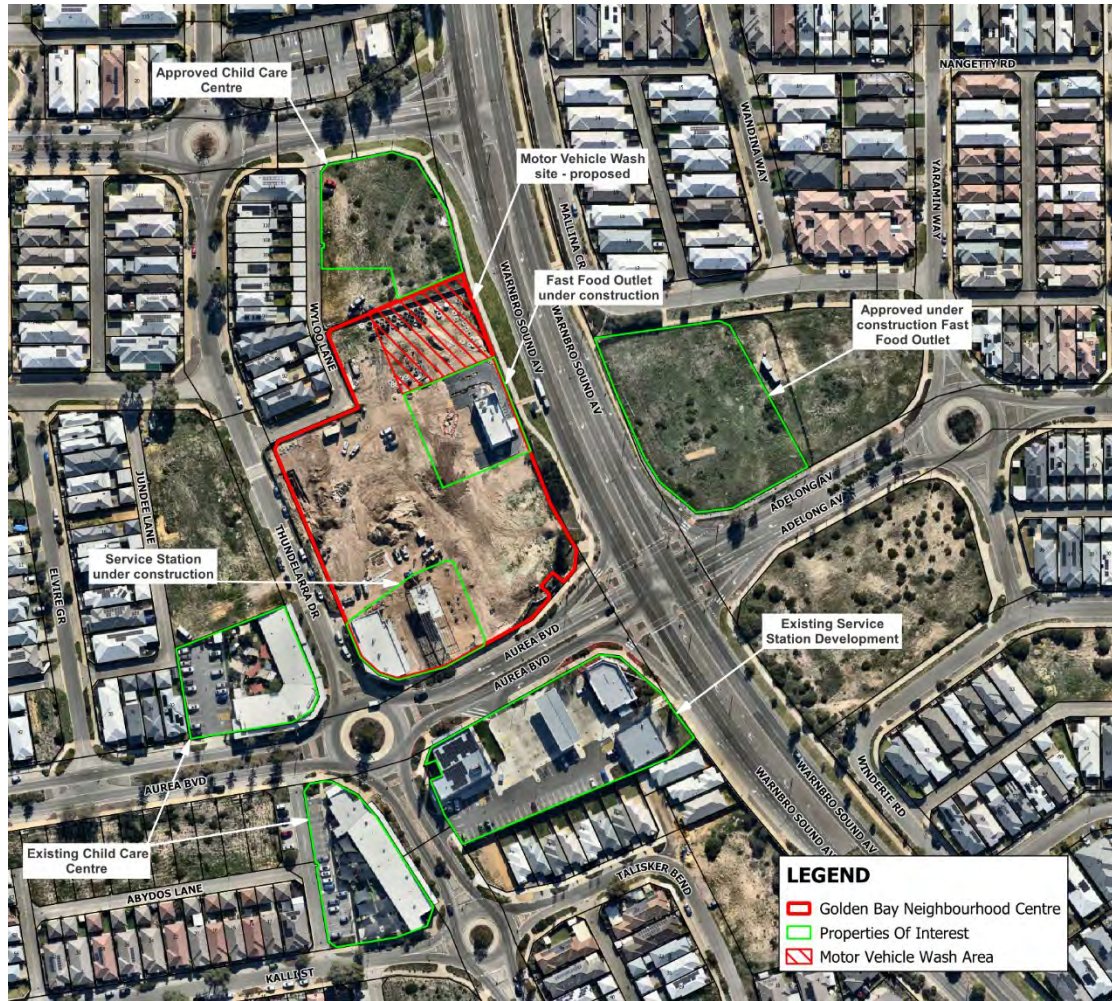 NANGETTY RD
Approved Child Care
Centre
WANDINA WAY
YARAMIN WAY
Motor Vehicle Wash
site - proposed
MALLINA CR
Fast Food Outlet
under construction
WARNBRO SOUND AV
WARNBRO SOUND AV
WYLOO LANE
Approved under
construction Fast
Food Outlet
JUNDEE LANE
ADELONG AV
ADELONG AV
THUNDELARRA DR
Service Station
under construction
ELVIRE GR
Existing Service
Station Development
AUREA BVD
AUREA BVD
AUREA BVD
WINDERIE RD
WARNBRO SOUND AV
WARNBRO SOUND AV
Existing Child Care
Centre
ABYDOS LANE
TALISKER BEND
KALLI ST
LEGEND
Golden Bay Neighbourhood Centre
Properties Of Interest
Motor Vehicle Wash Area